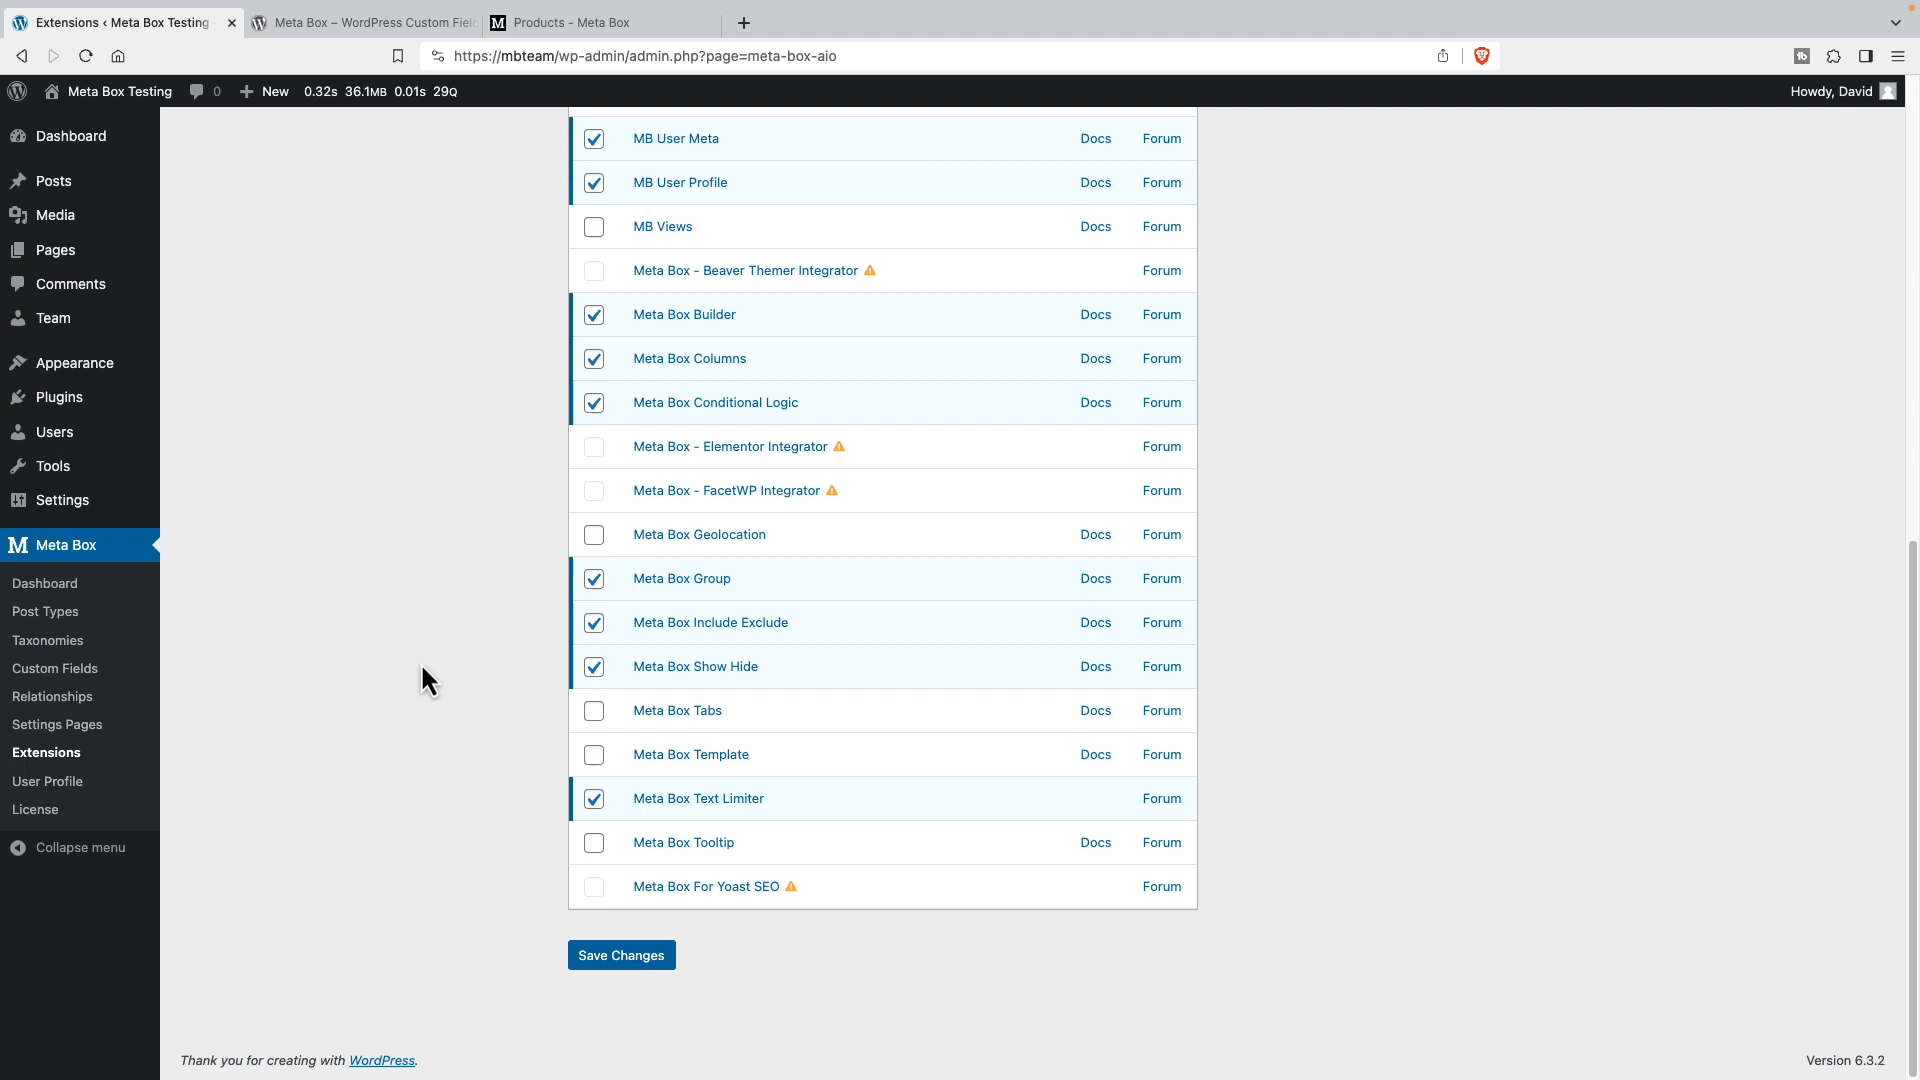 Extensions ‹ Meta Box Testing
Meta Box – WordPress Custom Fiel
M Products - Meta Box
https://mbteam/wp-admin/admin.php?page=meta-box-aio
Meta Box Testing 0 New 0.32s 36.1MB 0.01s 29Q
Howdy, David
Dashboard
Posts
Media
Pages
Comments
Team
Appearance
Plugins
Users
Tools
Settings
M Meta Box
Dashboard
Post Types
Taxonomies
Custom Fields
Relationships
Settings Pages
Extensions
User Profile
License
Collapse menu
MB User Meta Docs Forum
MB User Profile Docs Forum
MB Views Docs Forum
Meta Box - Beaver Themer Integrator Forum
Meta Box Builder Docs Forum
Meta Box Columns Docs Forum
Meta Box Conditional Logic Docs Forum
Meta Box - Elementor Integrator Forum
Meta Box - FacetWP Integrator Forum
Meta Box Geolocation Docs Forum
Meta Box Group Docs Forum
Meta Box Include Exclude Docs Forum
Meta Box Show Hide Docs Forum
Meta Box Tabs Docs Forum
Meta Box Template Docs Forum
Meta Box Text Limiter Forum
Meta Box Tooltip Docs Forum
Meta Box For Yoast SEO Forum
Save Changes
Thank you for creating with WordPress.
Version 6.3.2